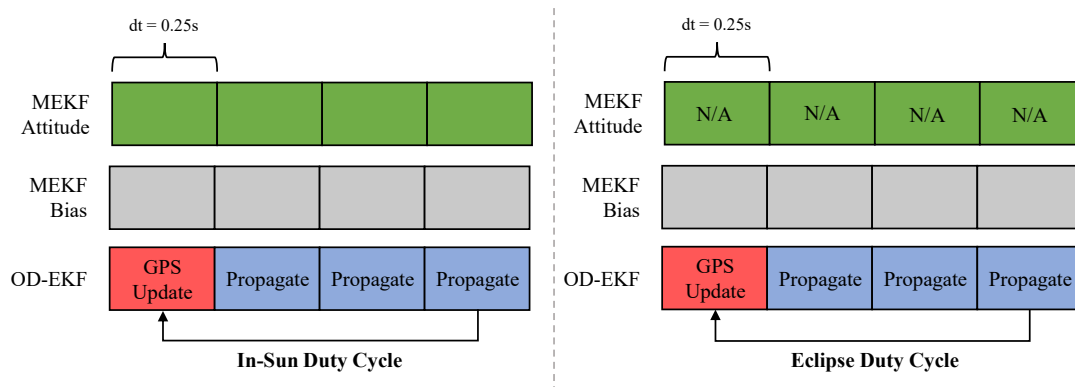 dt = 0.25s
MEKF
Attitude
MEKF
Bias
OD-EKF
GPS
Update
Propagate
Propagate
Propagate
In-Sun Duty Cycle
dt = 0.25s
MEKF
Attitude
N/A
N/A
N/A
N/A
MEKF
Bias
OD-EKF
GPS
Update
Propagate
Propagate
Propagate
Eclipse Duty Cycle